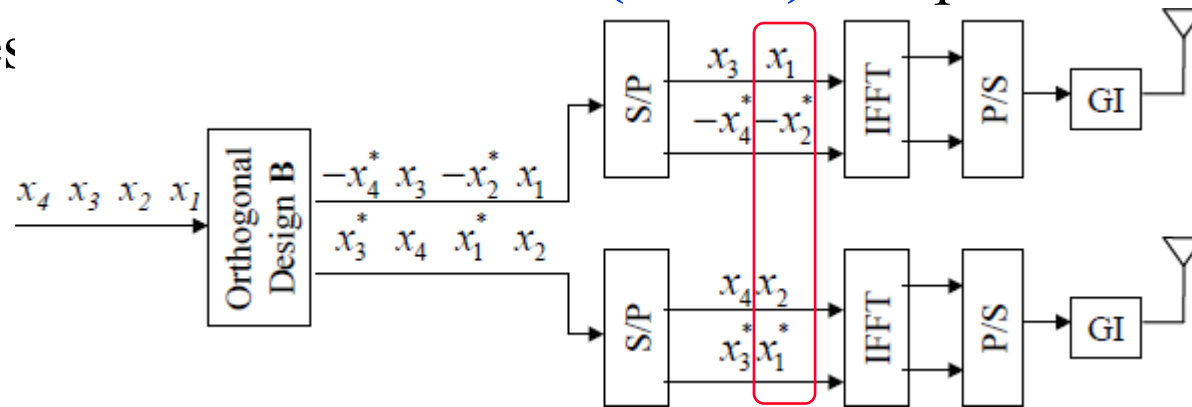 x₄ x₃ x₂ x₁
Orthogonal
Design B
−x₄* x₃ −x₂* x₁
x₃* x₄ x₁* x₂
S/P
x₃ x₁
−x₄* −x₂*
IFFT
P/S
GI
S/P
x₄ x₂
x₃* x₁*
IFFT
P/S
GI